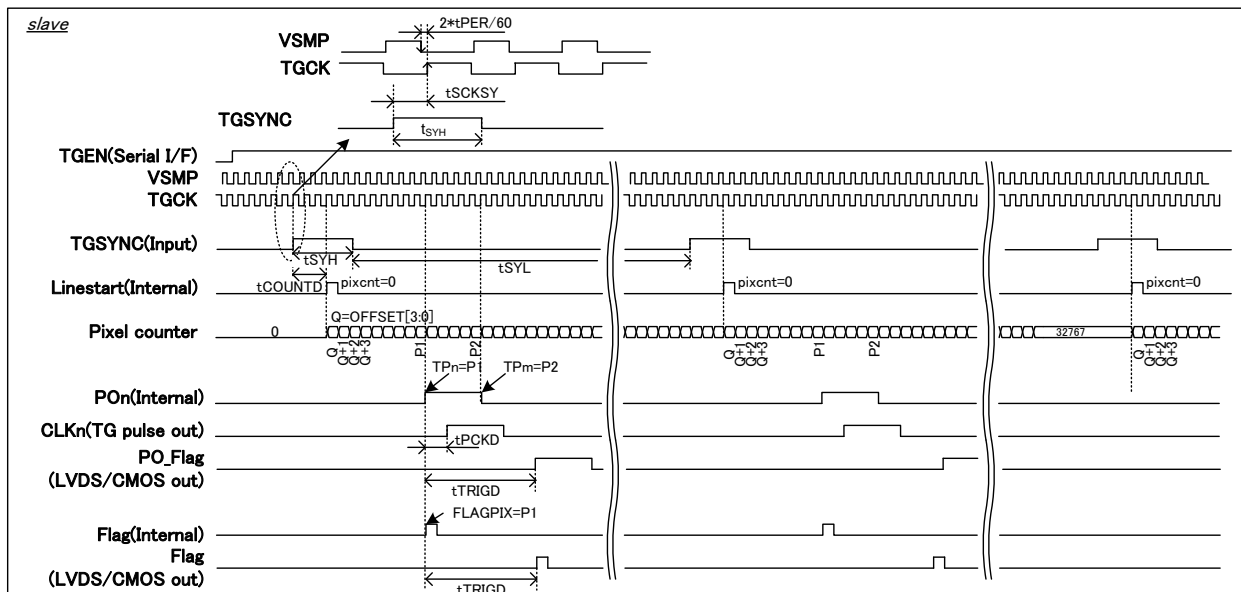 slave
2*tPER/60
VSMP
TGCK
tSCKSY
TGSYNC
tSYH
TGEN(Serial I/F)
VSMP
TGCK
TGSYNC(Input)
tSYH
tSYL
Linestart(Internal)
tCOUNTD
pixcnt=0
pixcnt=0
pixcnt=0
Q=OFFSET[3:0]
Pixel counter
0
32767
Q
Q+1
Q+2
Q+3
P1
P2
Q
Q+1
Q+2
Q+3
P1
P2
Q
Q+1
Q+2
Q+3
TPn=P1
TPm=P2
POn(Internal)
CLKn(TG pulse out)
tPCKD
PO_Flag
(LVDS/CMOS out)
tTRIGD
FLAGPIX=P1
Flag(Internal)
Flag
(LVDS/CMOS out)
tTRIGD